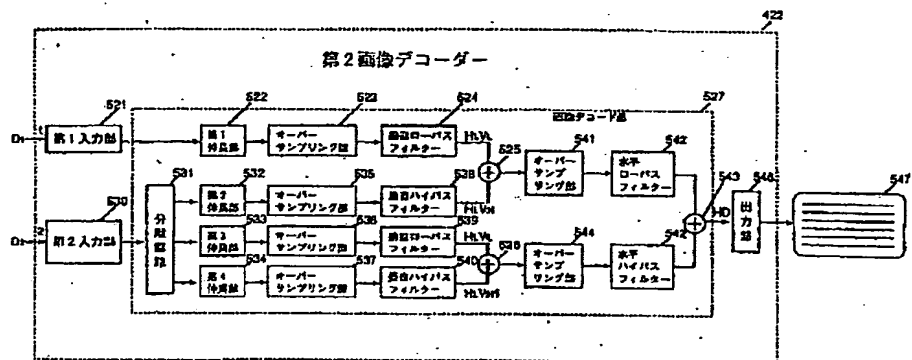 422
第2画像デコーダー
527
521
第1入力部
522
第1
伸長部
523
オーバー
サンプリング部
524
垂直ローパス
フィルター
525
541
オーバー
サンプ
リング部
542
水平
ローパス
フィルター
543
HD
546
出
力
部
547
530
第2入力部
531
分
離
部
532
第2
伸長部
535
オーバー
サンプリング部
538
垂直ハイパス
フィルター
533
第3
伸長部
536
オーバー
サンプリング部
539
垂直ローパス
フィルター
534
第4
伸長部
537
オーバー
サンプリング部
540
垂直ハイパス
フィルター
544
オーバー
サンプ
リング部
水平
ハイパス
フィルター